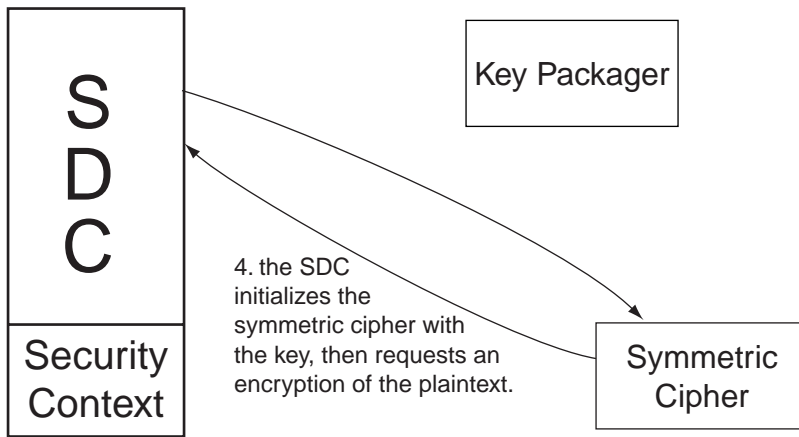 S
D
C
Security
Context
Key Packager
4. the SDC
initializes the
symmetric cipher with
the key, then requests an
encryption of the plaintext.
Symmetric
Cipher